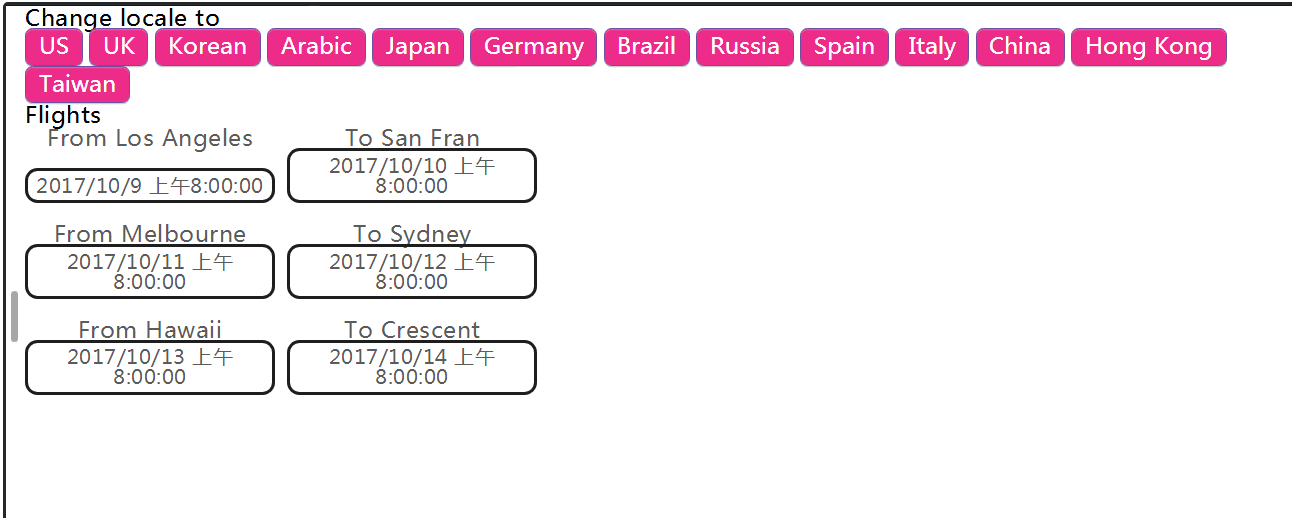 Change locale to
US UK Korean Arabic Japan Germany Brazil Russia Spain Italy China Hong Kong
Taiwan
Flights
From Los Angeles To San Fran
2017/10/9 上午8:00:00
2017/10/10 上午
8:00:00
From Melbourne To Sydney
2017/10/11 上午
8:00:00
2017/10/12 上午
8:00:00
From Hawaii To Crescent
2017/10/13 上午
8:00:00
2017/10/14 上午
8:00:00